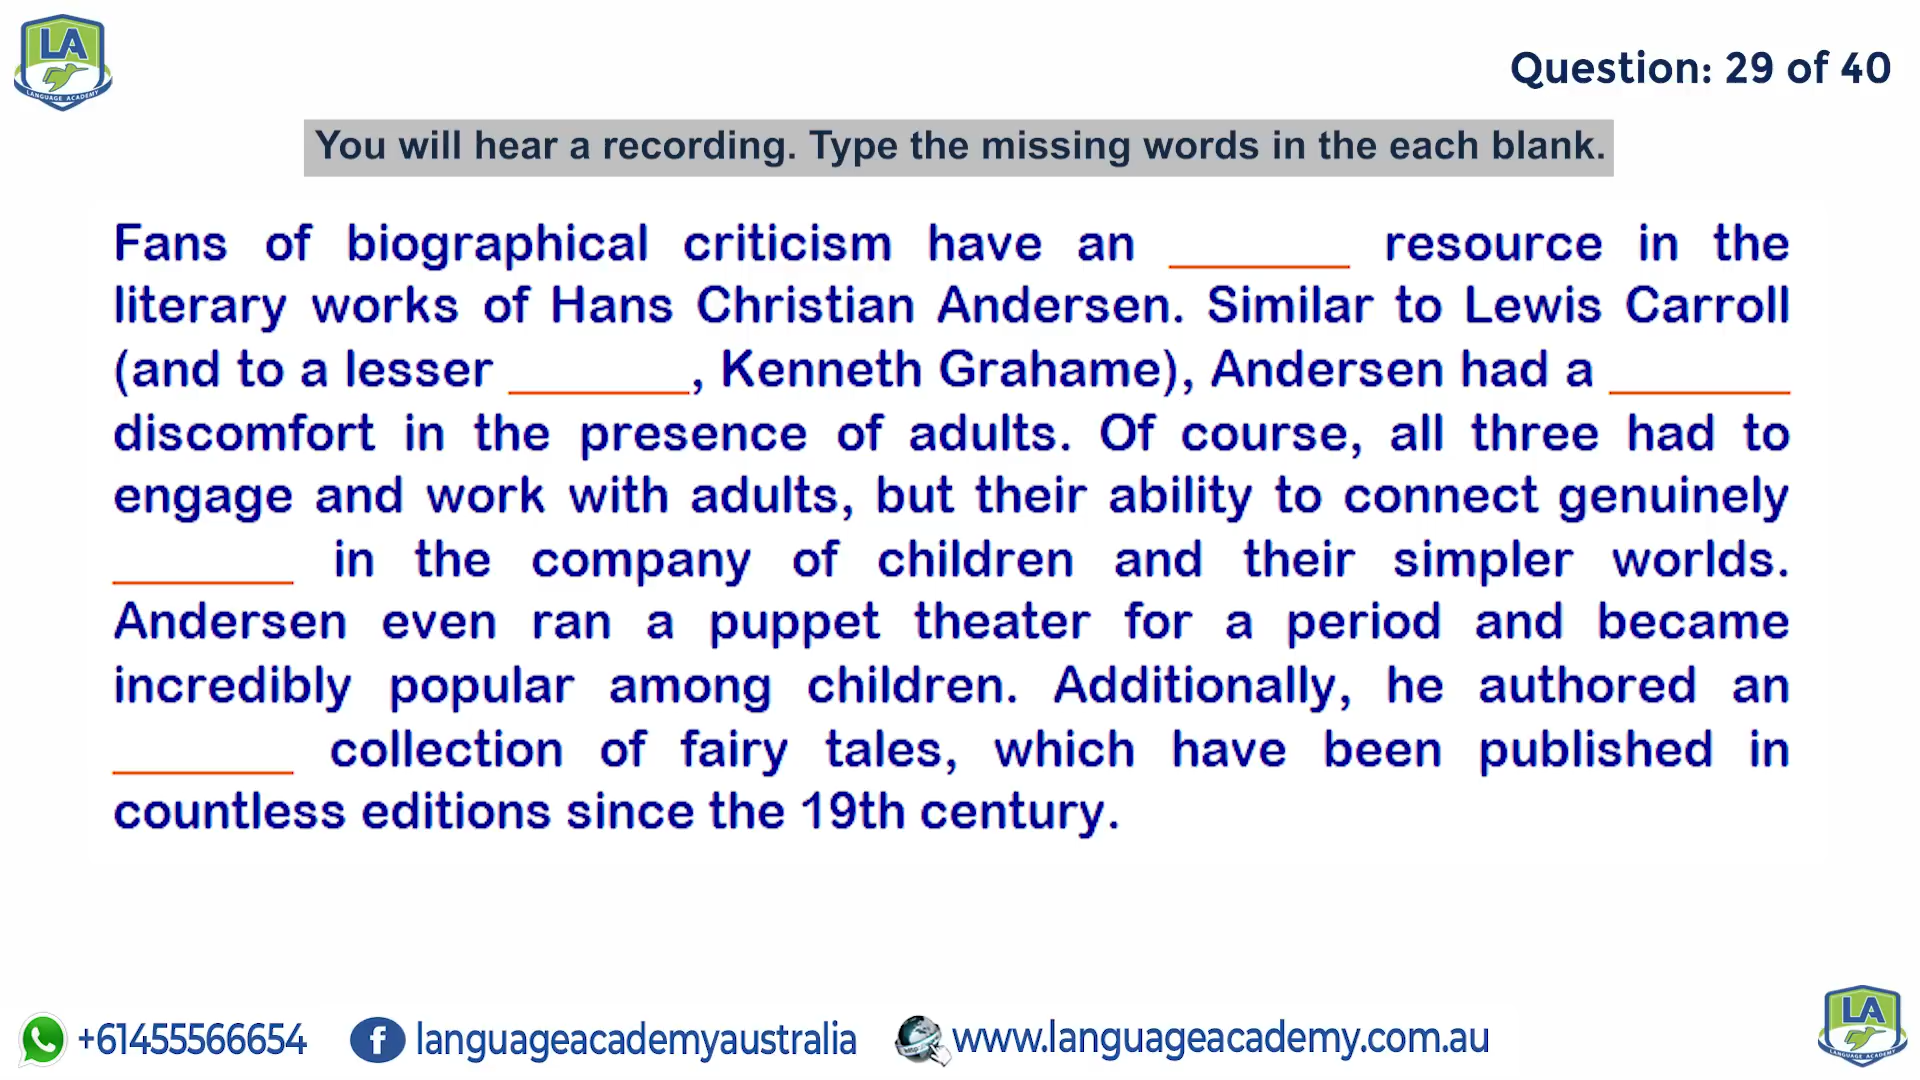 LA
LANGUAGE ACADEMY
Question: 29 of 40
You will hear a recording. Type the missing words in the each blank.
Fans of biographical criticism have an _______ resource in the
literary works of Hans Christian Andersen. Similar to Lewis Carroll
(and to a lesser _______, Kenneth Grahame), Andersen had a _______
discomfort in the presence of adults. Of course, all three had to
engage and work with adults, but their ability to connect genuinely
_______ in the company of children and their simpler worlds.
Andersen even ran a puppet theater for a period and became
incredibly popular among children. Additionally, he authored an
_______ collection of fairy tales, which have been published in
countless editions since the 19th century.
+61455566654
f languageacademyaustralia
http www.languageacademy.com.au
LA
LANGUAGE ACADEMY